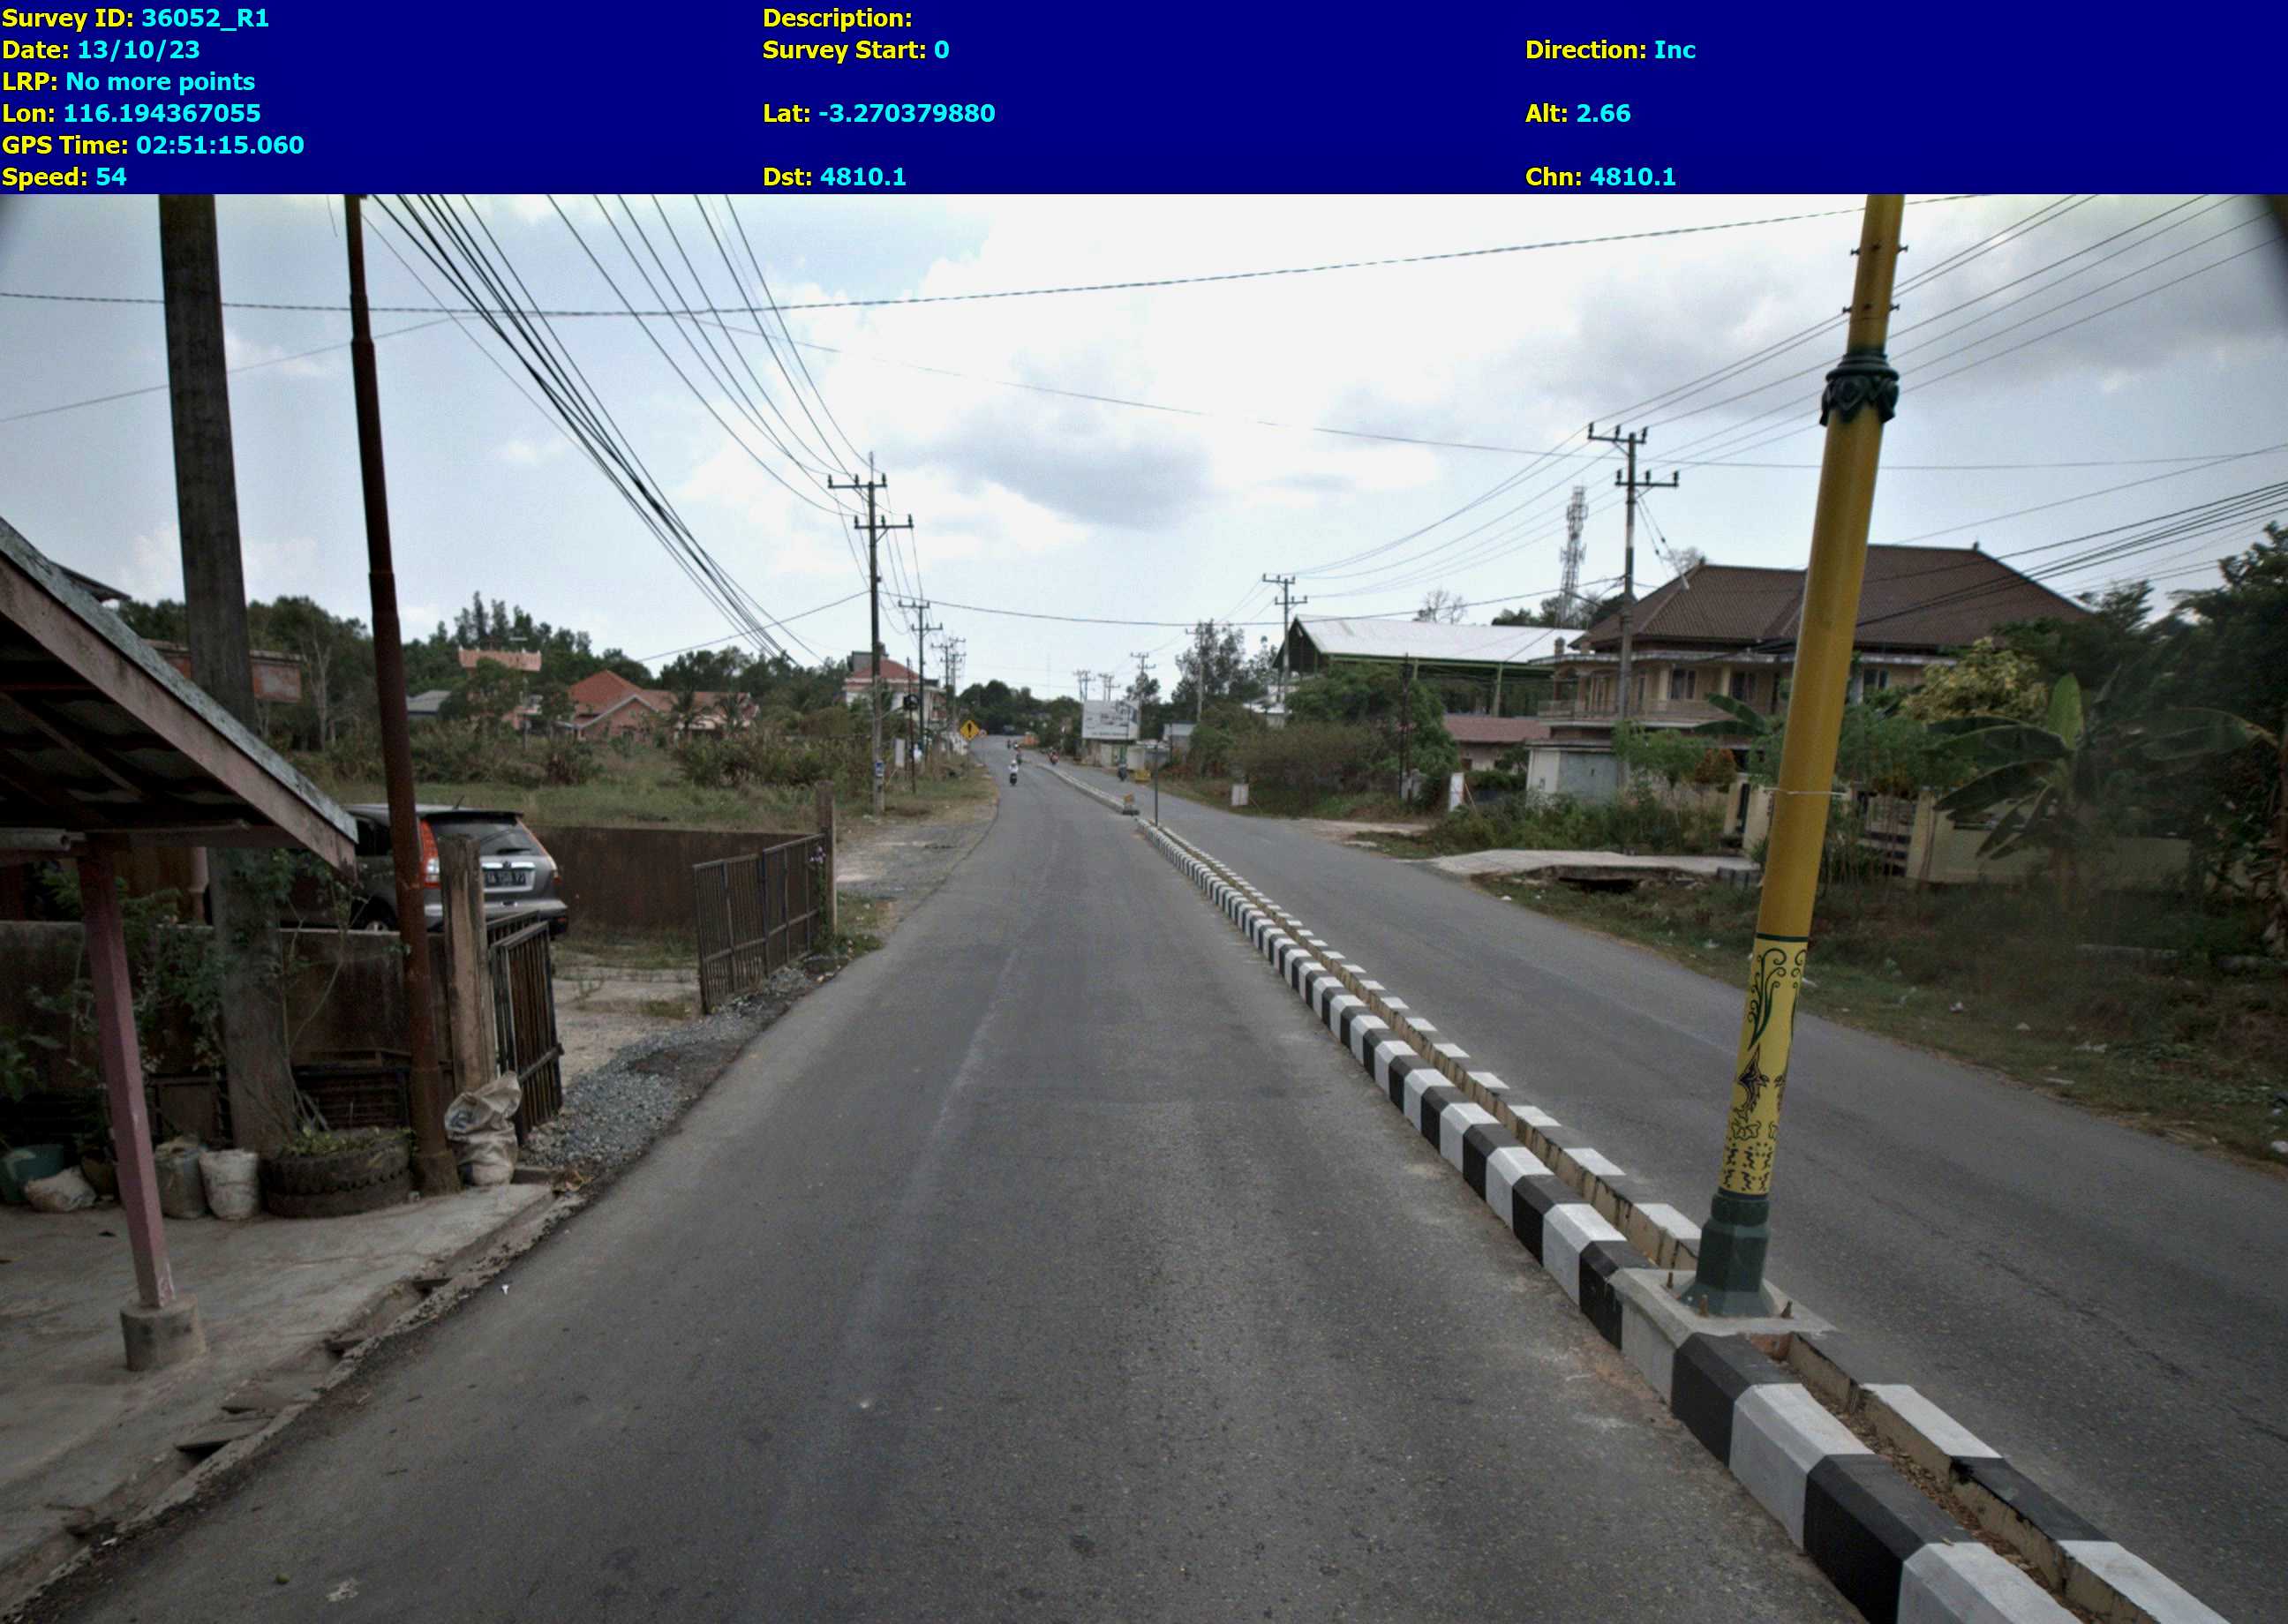 Survey ID: 36052_R1
Description:
Date: 13/10/23
Survey Start: 0
Direction: Inc
LRP: No more points
Lon: 116.194367055
Lat: -3.270379880
Alt: 2.66
GPS Time: 02:51:15.060
Speed: 54
Dst: 4810.1
Chn: 4810.1